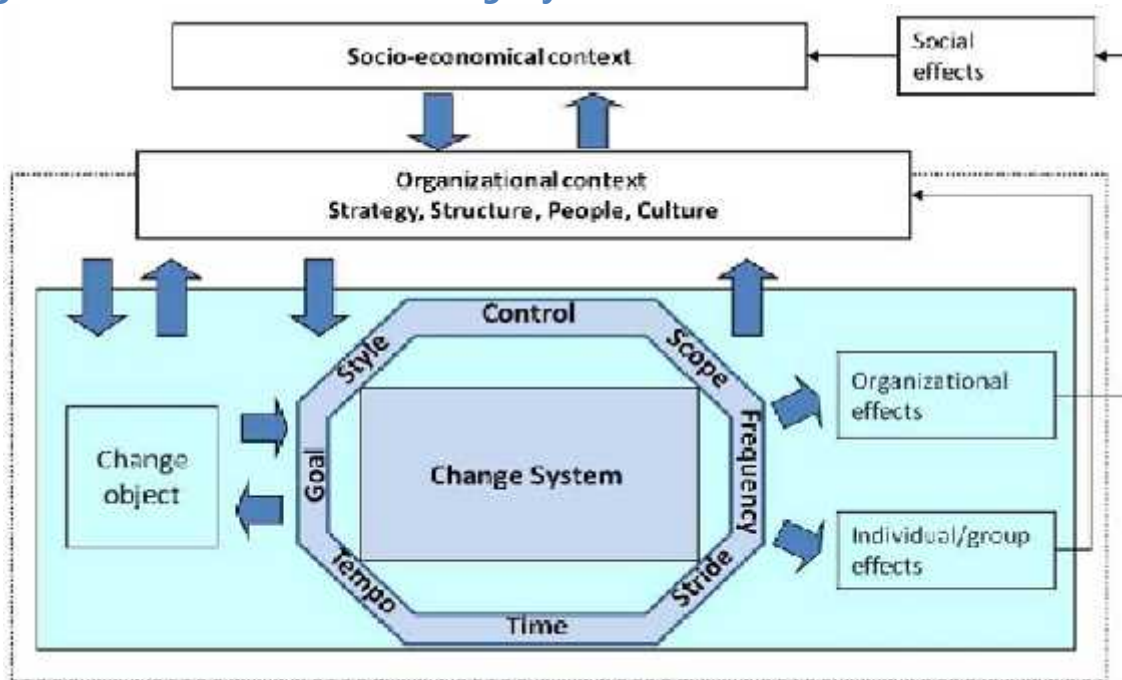 Socio-economical context
Social
effects
Organizational context
Strategy, Structure, People, Culture
Control
Style
Scope
Goal
Frequency
Tempo
Stride
Time
Change
object
Change System
Organizational
effects
Individual/group
effects